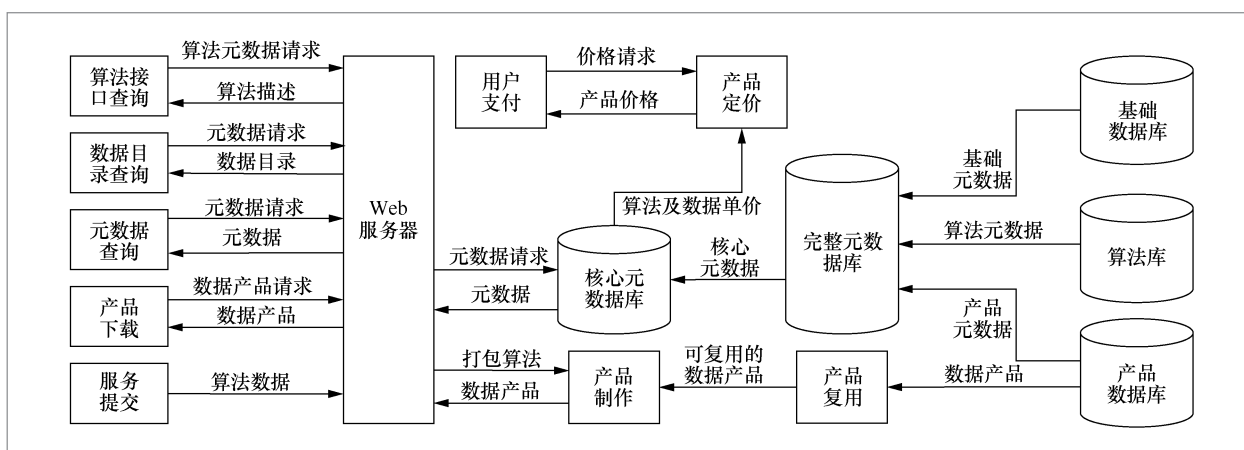 算法接
口查询
算法元数据请求
算法描述
数据目
录查询
元数据请求
数据目录
元数据
查询
元数据请求
元数据
产品
下载
数据产品请求
数据产品
服务
提交
算法数据
Web
服务器
用户
支付
价格请求
产品价格
产品
定价
算法及数据单价
元数据请求
元数据
核心元
数据库
核心
元数据
完整元数
据库
基础
元数据
基础
数据库
算法元数据
算法库
产品
元数据
产品
数据库
打包算法
数据产品
产品
制作
可复用的
数据产品
产品
复用
数据产品